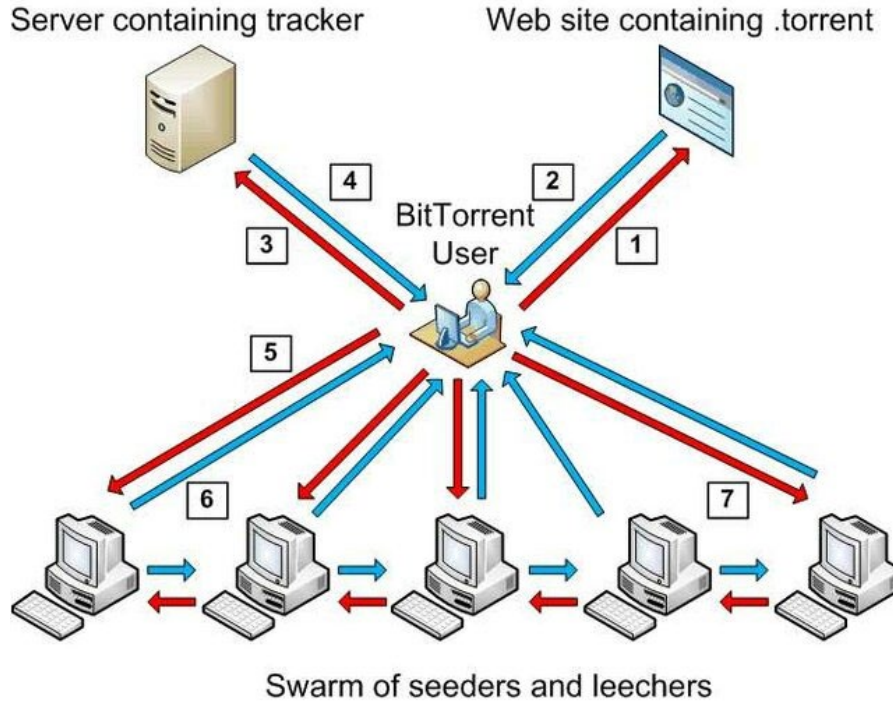 Server containing tracker
Web site containing .torrent
4
2
BitTorrent
User
3
1
5
6
7
Swarm of seeders and leechers